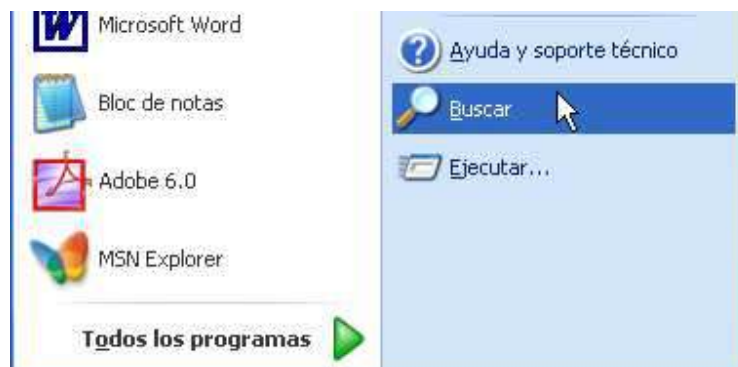 Microsoft Word
Bloc de notas
Adobe 6.0
MSN Explorer
Todos los programas
Ayuda y soporte técnico
Buscar
Ejecutar...